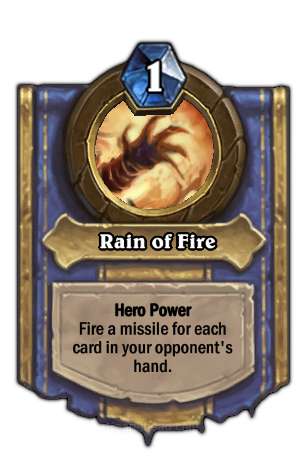 1
Rain of Fire
Hero Power
Fire a missile for each
card in your opponent's
hand.